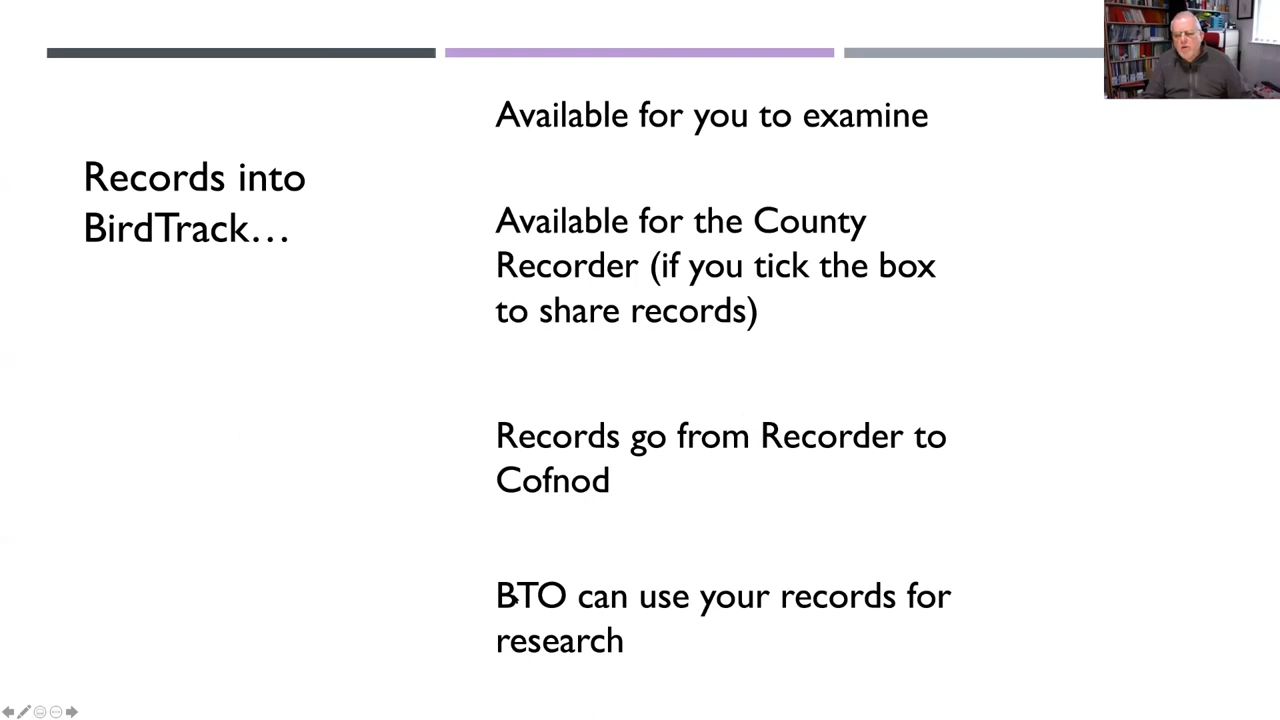 Records into
BirdTrack…
Available for you to examine
Available for the County
Recorder (if you tick the box
to share records)
Records go from Recorder to
Cofnod
BTO can use your records for
research